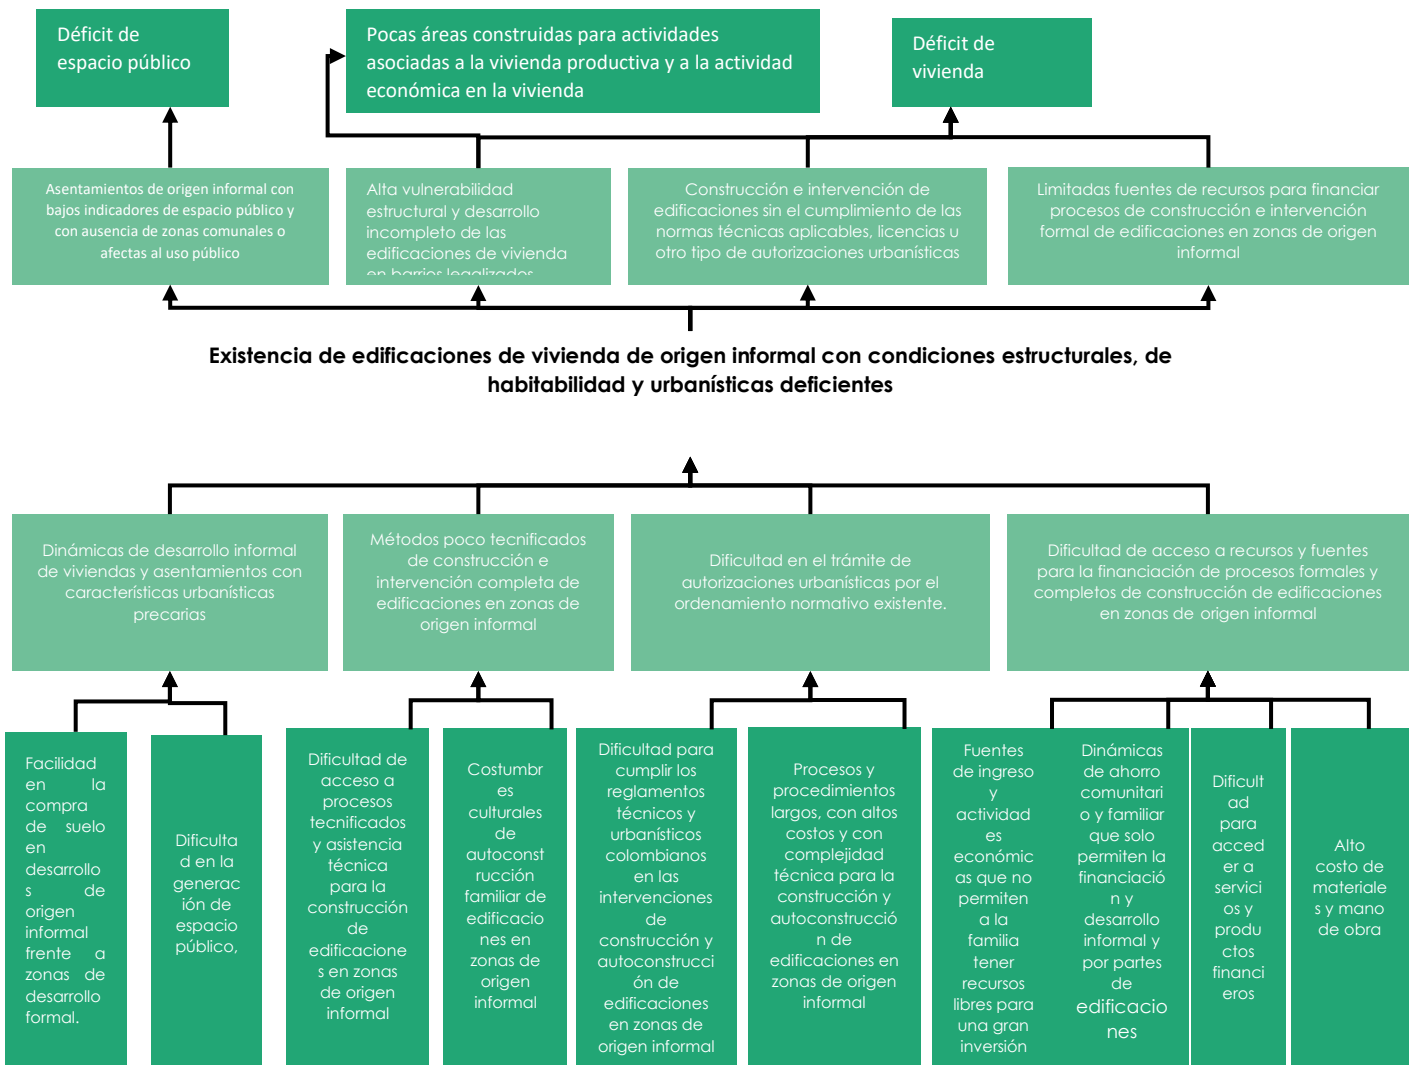 Déficit de
espacio público
Pocas áreas construidas para actividades
asociadas a la vivienda productiva y a la actividad
económica en la vivienda
Déficit de
vivienda
Asentamientos de origen informal con
bajos indicadores de espacio público y
con ausencia de zonas comunales o
afectas al uso público
Alta vulnerabilidad
estructural y desarrollo
incompleto de las
edificaciones de vivienda
en barrios legalizados
Construcción e intervención de
edificaciones sin el cumplimiento de las
normas técnicas aplicables, licencias u
otro tipo de autorizaciones urbanísticas
Limitadas fuentes de recursos para financiar
procesos de construcción e intervención
formal de edificaciones en zonas de origen
informal
Existencia de edificaciones de vivienda de origen informal con condiciones estructurales, de
habitabilidad y urbanísticas deficientes
Dinámicas de desarrollo informal
de viviendas y asentamientos con
características urbanísticas
precarias
Métodos poco tecnificados
de construcción e
intervención completa de
edificaciones en zonas de
origen informal
Dificultad en el trámite de
autorizaciones urbanísticas por el
ordenamiento normativo existente.
Dificultad de acceso a recursos y fuentes
para la financiación de procesos formales y
completos de construcción de edificaciones
en zonas de origen informal
Facilidad
en la
compra
de suelo
en
desarrollo
s de
origen
informal
frente a
zonas de
desarrollo
formal.
Dificulta
d en la
generac
ión de
espacio
público,
Dificultad de
acceso a
procesos
tecnificados
y asistencia
técnica
para la
construcción
de
edificacione
s en zonas
de origen
informal
Costumbr
es
culturales
de
autoconst
rucción
familiar de
edificacio
nes en
zonas de
origen
informal
Dificultad para
cumplir los
reglamentos
técnicos y
urbanísticos
colombianos
en las
intervenciones
de
construcción y
autoconstrucci
ón de
edificaciones
en zonas de
origen informal
Procesos y
procedimientos
largos, con altos
costos y con
complejidad
técnica para la
construcción y
autoconstrucció
n de
edificaciones en
zonas de origen
informal
Fuentes
de ingreso
y
actividad
es
económic
as que no
permiten
a la
familia
tener
recursos
libres para
una gran
inversión
Dinámicas
de ahorro
comunitari
o y familiar
que solo
permiten la
financiació
n y
desarrollo
informal y
por partes
de
edificacio
nes
Dificult
ad
para
acced
er a
servici
os y
produ
ctos
financi
eros
Alto
costo de
materiale
s y mano
de obra